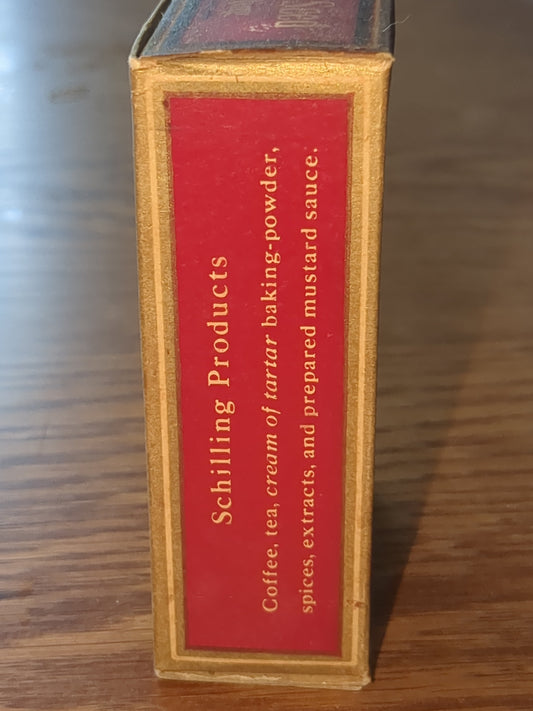 Schilling Products
Coffee, tea, cream of tartar baking-powder,
spices, extracts, and prepared mustard sauce.